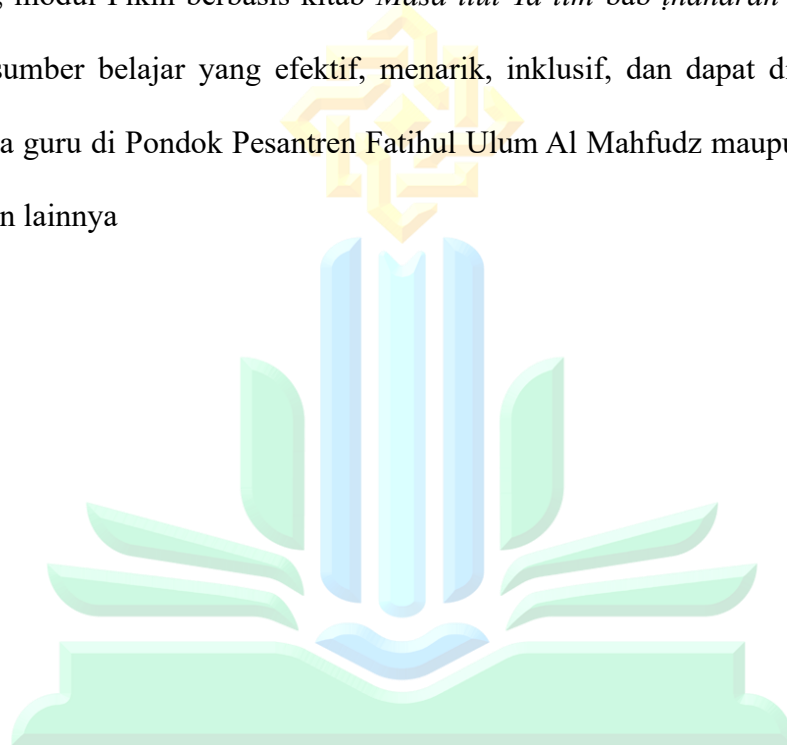 modul Fikih berbasis kitab bab
sumber belajar yang efektif, menarik, inklusif, dan dapat di
a guru di Pondok Pesantren Fatihul Ulum Al Mahfudz maupu
n lainnya